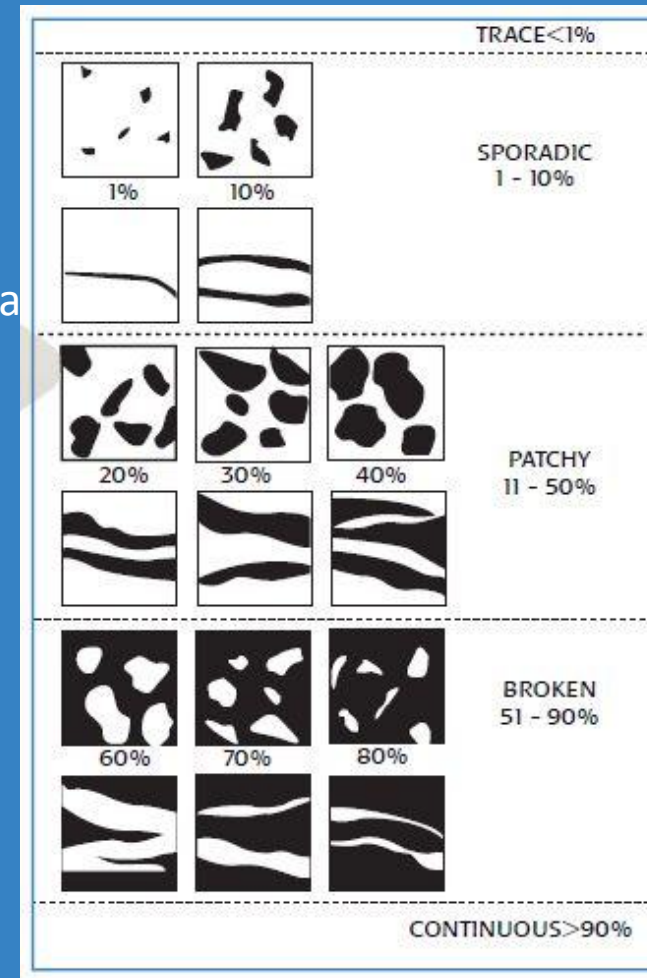 TRACE<1%
1% 10%
SPORADIC
1 - 10%
a
20% 30% 40%
PATCHY
11 - 50%
60% 70% 80%
BROKEN
51 - 90%
CONTINUOUS>90%